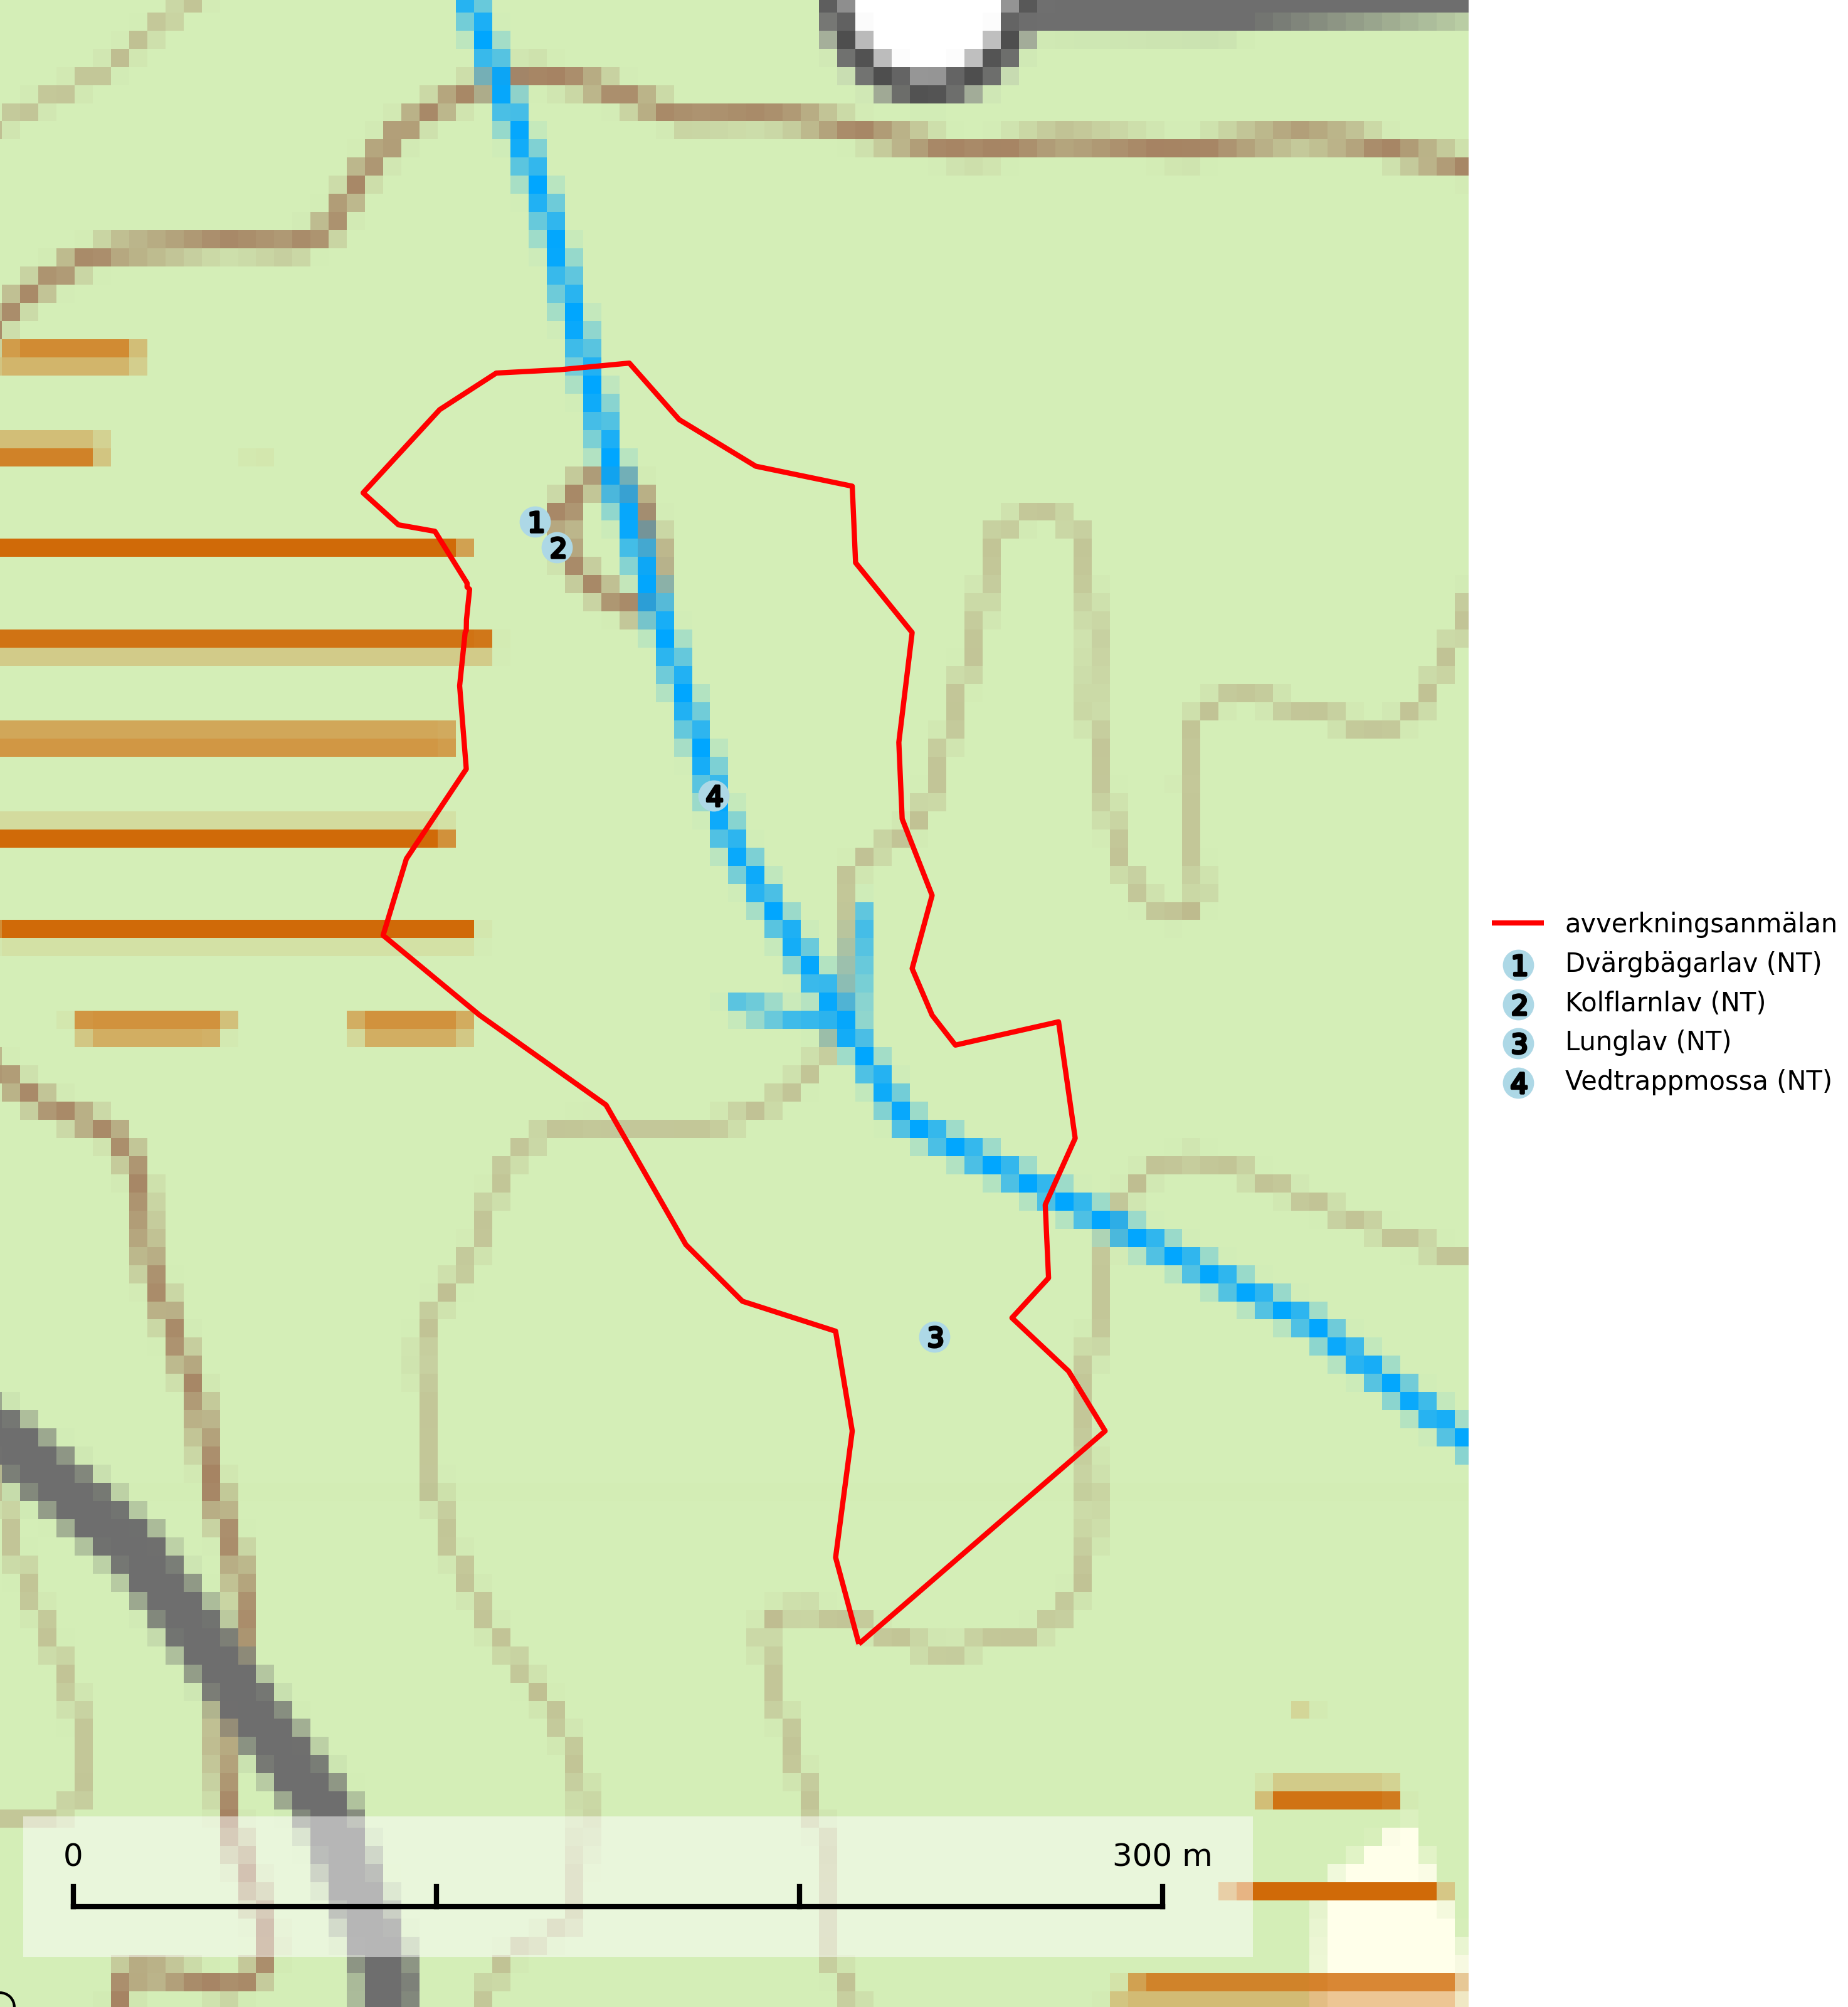 1
2
4
3
avverkningsanmälan
1 Dvärgbägarlav (NT)
2 Kolflarnlav (NT)
3 Lunglav (NT)
4 Vedtrappmossa (NT)
0 300 m